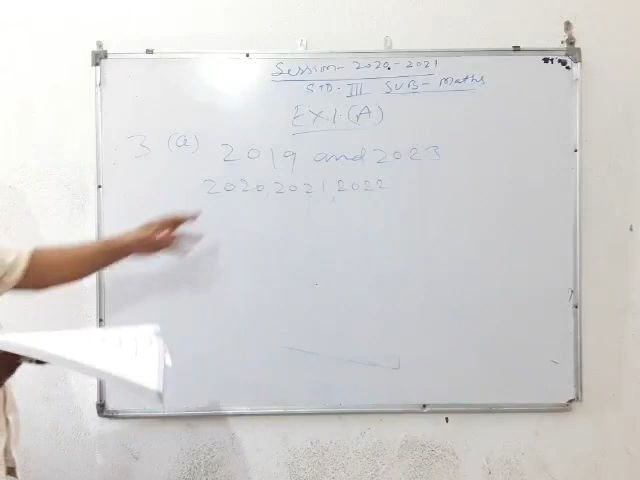 Session- 2020-2021
STD- III SUB- Maths
EX 1.(A)
3 (a) 2019 and 2023
2020, 2021, 2022